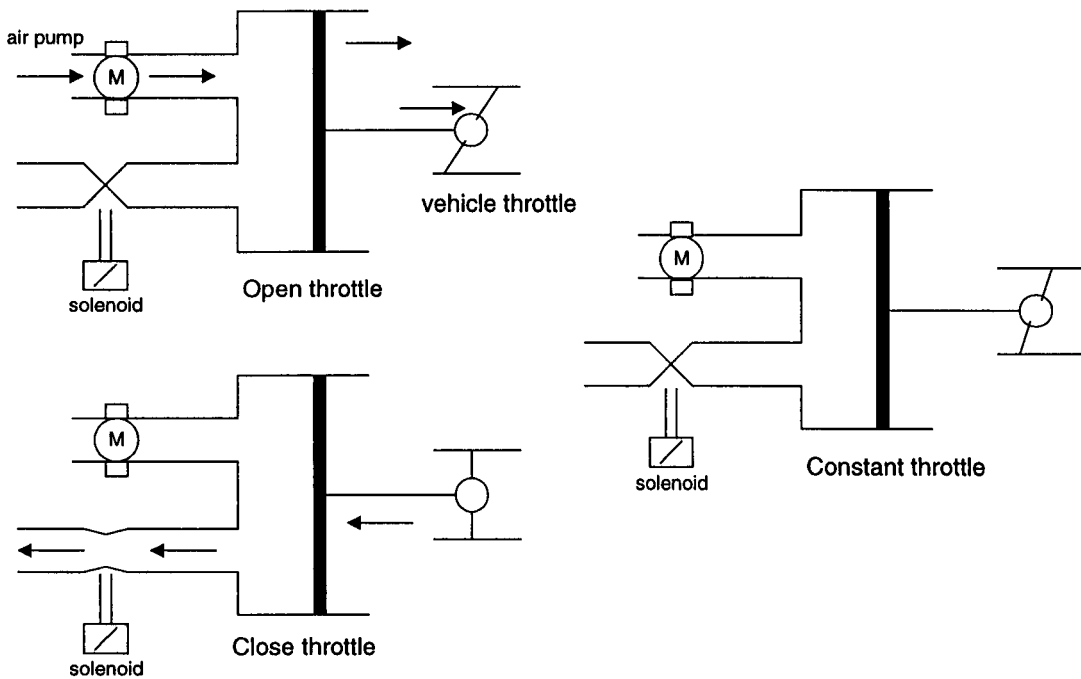 air pump
M
vehicle throttle
solenoid
Open throttle
M
solenoid
Constant throttle
M
solenoid
Close throttle